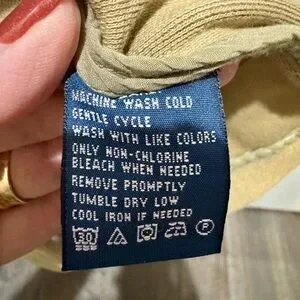 MACHINE WASH COLD
GENTLE CYCLE
WASH WITH LIKE COLORS
ONLY NON-CHLORINE
BLEACH WHEN NEEDED
REMOVE PROMPTLY
TUMBLE DRY LOW
COOL IRON IF NEEDED
30 P